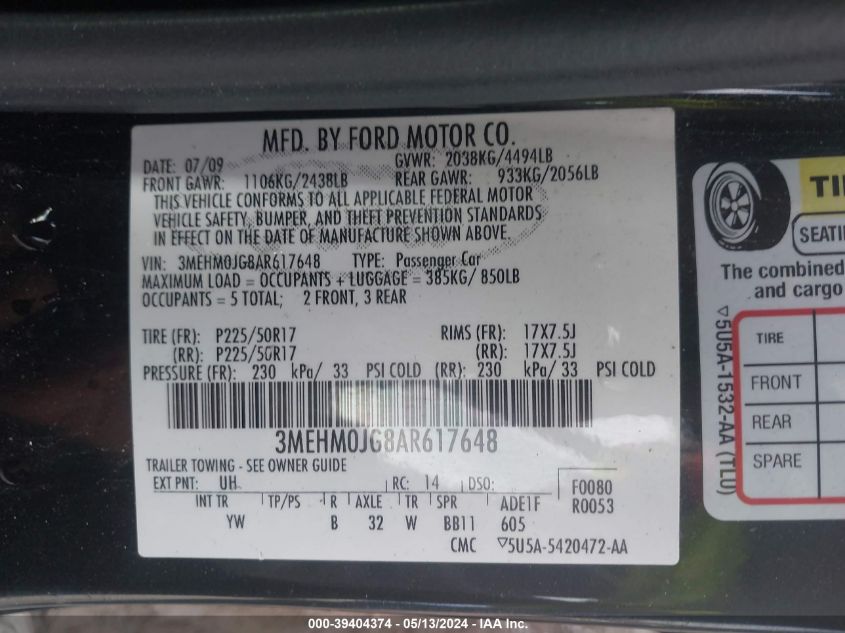 MFD. BY FORD MOTOR CO.
DATE: 07/09 GVWR: 2038KG/4494LB
FRONT GAWR: 1106KG/2438LB REAR GAWR: 933KG/2056LB
THIS VEHICLE CONFORMS TO ALL APPLICABLE FEDERAL MOTOR
VEHICLE SAFETY, BUMPER, AND THEFT PREVENTION STANDARDS
IN EFFECT ON THE DATE OF MANUFACTURE SHOWN ABOVE.
VIN: 3MEHM0JG8AR617648 TYPE: Passenger Car
MAXIMUM LOAD = OCCUPANTS + LUGGAGE = 385KG/ 850LB
OCCUPANTS = 5 TOTAL; 2 FRONT, 3 REAR
TIRE (FR): P225/50R17 RIMS (FR): 17X7.5J
(RR): P225/50R17 (RR): 17X7.5J
PRESSURE (FR): 230 kPa/ 33 PSI COLD (RR): 230 kPa/ 33 PSI COLD
3MEHM0JG8AR617648
TRAILER TOWING - SEE OWNER GUIDE
EXT PNT: UH RC: 14 DSO: F0080
INT TR TP/PS R AXLE TR SPR ADE1F R0053
YW B 32 W BB11 605
CMC ▽5U5A-5420472-AA
TI
SEATI
The combined
and cargo
▽5U5A-1532-AA (TLU)
TIRE
FRONT
REAR
SPARE
000-39404374 - 05/13/2024 - IAA Inc.